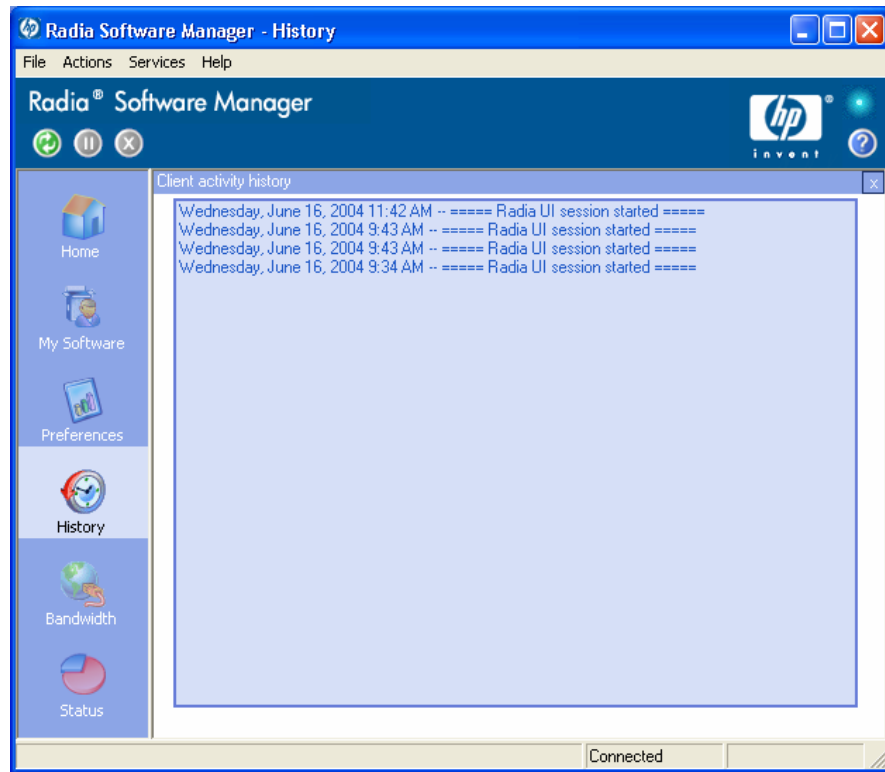 Radia Software Manager - History
File Actions Services Help
Radia® Software Manager
hp®
invent
Client activity history
Wednesday, June 16, 2004 11:42 AM -- ===== Radia UI session started =====
Wednesday, June 16, 2004 9:43 AM -- ===== Radia UI session started =====
Wednesday, June 16, 2004 9:43 AM -- ===== Radia UI session started =====
Wednesday, June 16, 2004 9:34 AM -- ===== Radia UI session started =====
Home
My Software
Preferences
History
Bandwidth
Status
Connected